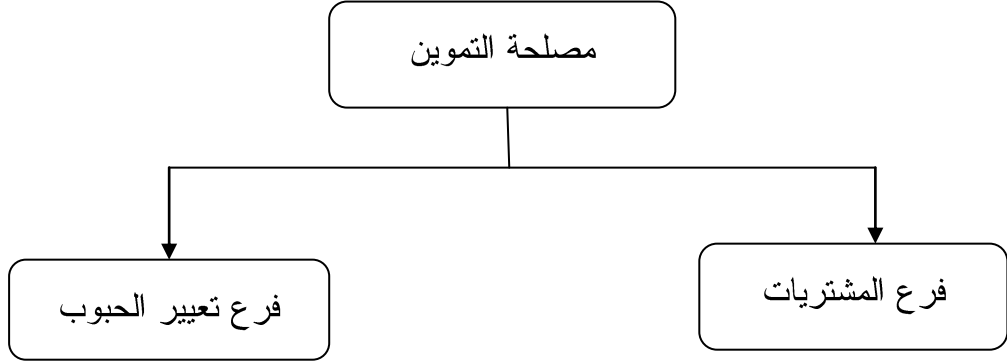 مصلحة التموين
فرع المشتريات
فرع تعيير الحبوب